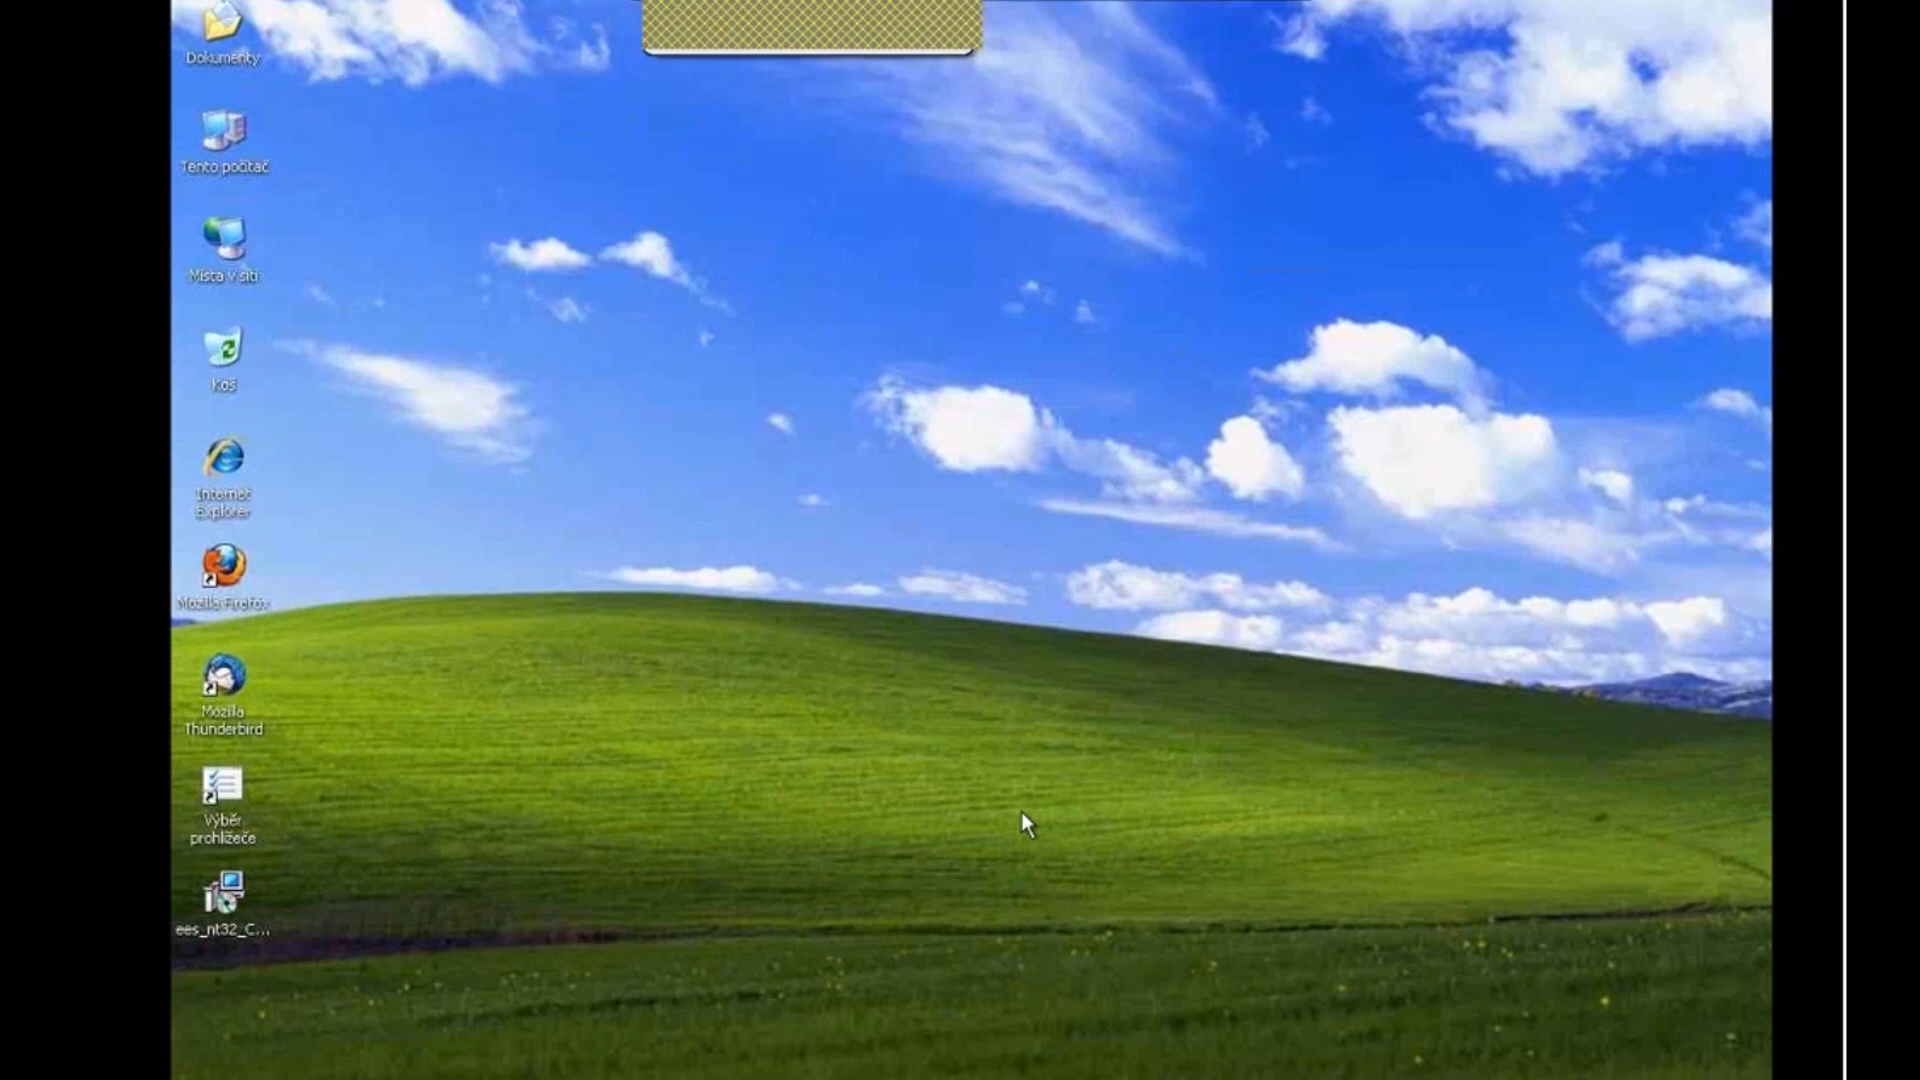 Dokumenty
Tento počítač
Místa v síti
Koš
Internet
Explorer
Mozilla Firefox
Mozilla
Thunderbird
Výběr
prohlížeče
ees_nt32_C...